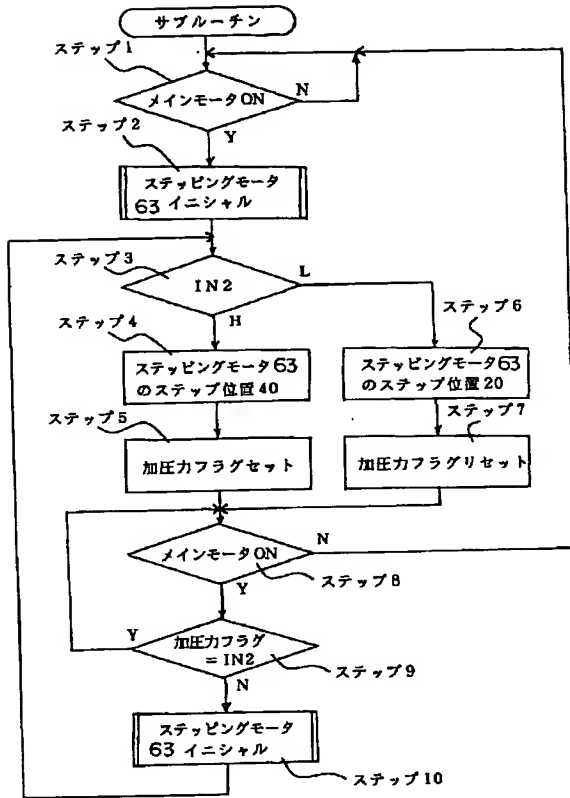 サブルーチン
ステップ1
メインモータON
N
Y
ステップ2
ステッピングモータ
63 イニシャル
ステップ3
IN2
L
H
ステップ4
ステッピングモータ63
のステップ位置40
ステップ6
ステッピングモータ63
のステップ位置20
ステップ5
加圧力フラグセット
ステップ7
加圧力フラグリセット
メインモータON
N
ステップ8
Y
Y
加圧力フラグ
=IN2
ステップ9
N
ステッピングモータ
63 イニシャル
ステップ10